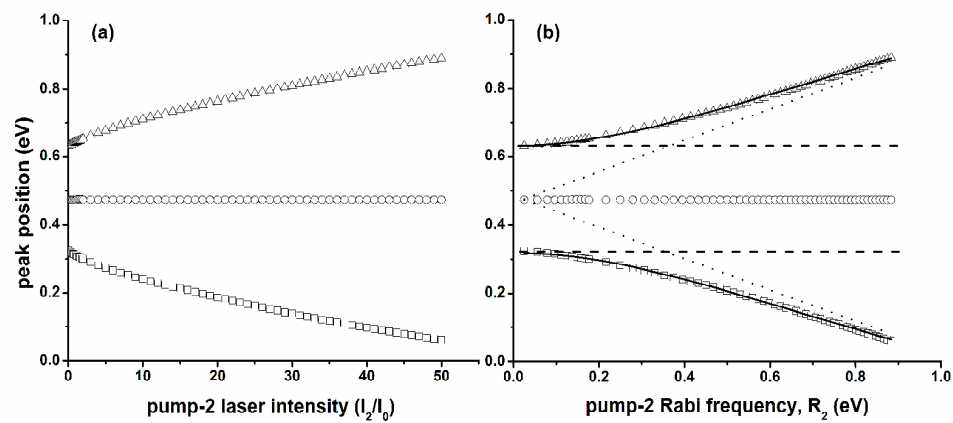 (a)
(b)
peak position (eV)
1.0
0.8
0.6
0.4
0.2
0.0
0 10 20 30 40 50
pump-2 laser intensity (I2/I0)
1.0
0.8
0.6
0.4
0.2
0.0
0.0 0.2 0.4 0.6 0.8 1.0
pump-2 Rabi frequency, R2 (eV)